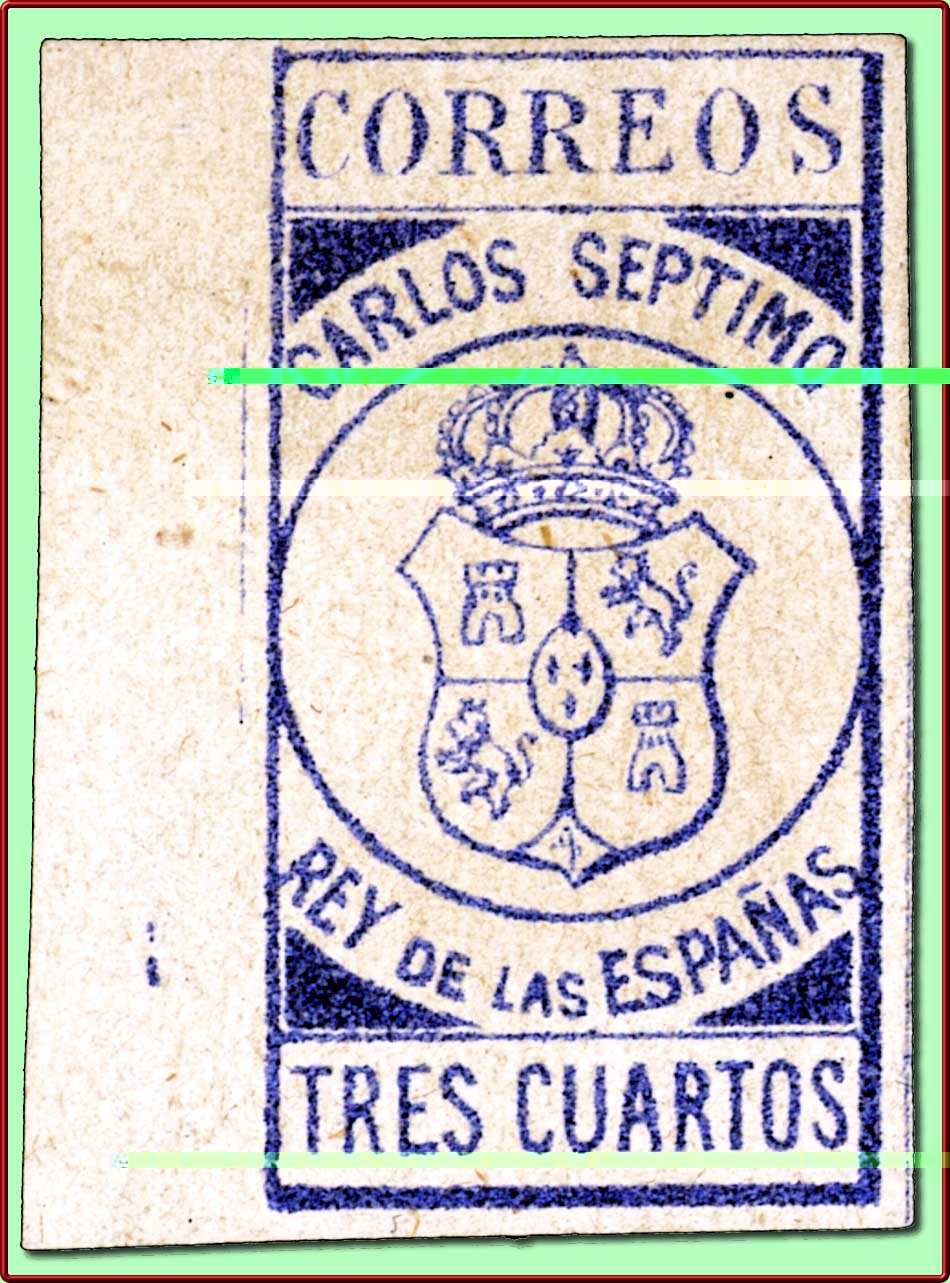 CORREOS
CARLOS SEPTIMO
REY DE LAS ESPAÑAS
TRES CUARTOS